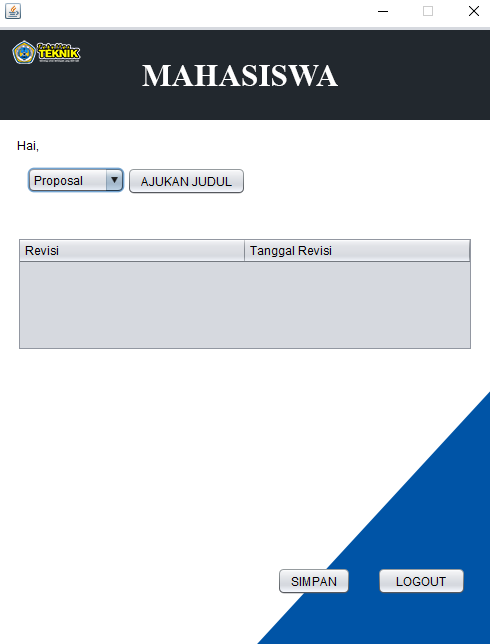 TEKNIK
MAHASISWA
Hai,
Proposal
AJUKAN JUDUL
Revisi
Tanggal Revisi
SIMPAN
LOGOUT